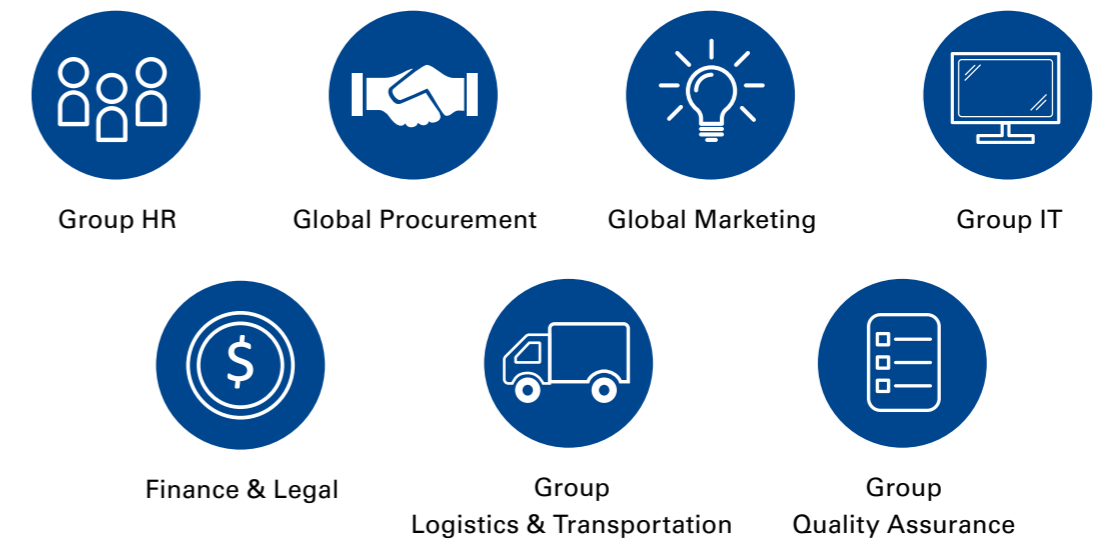 Group HR
Global Procurement
Global Marketing
Group IT
$
Finance & Legal
Group
Logistics & Transportation
Group
Quality Assurance